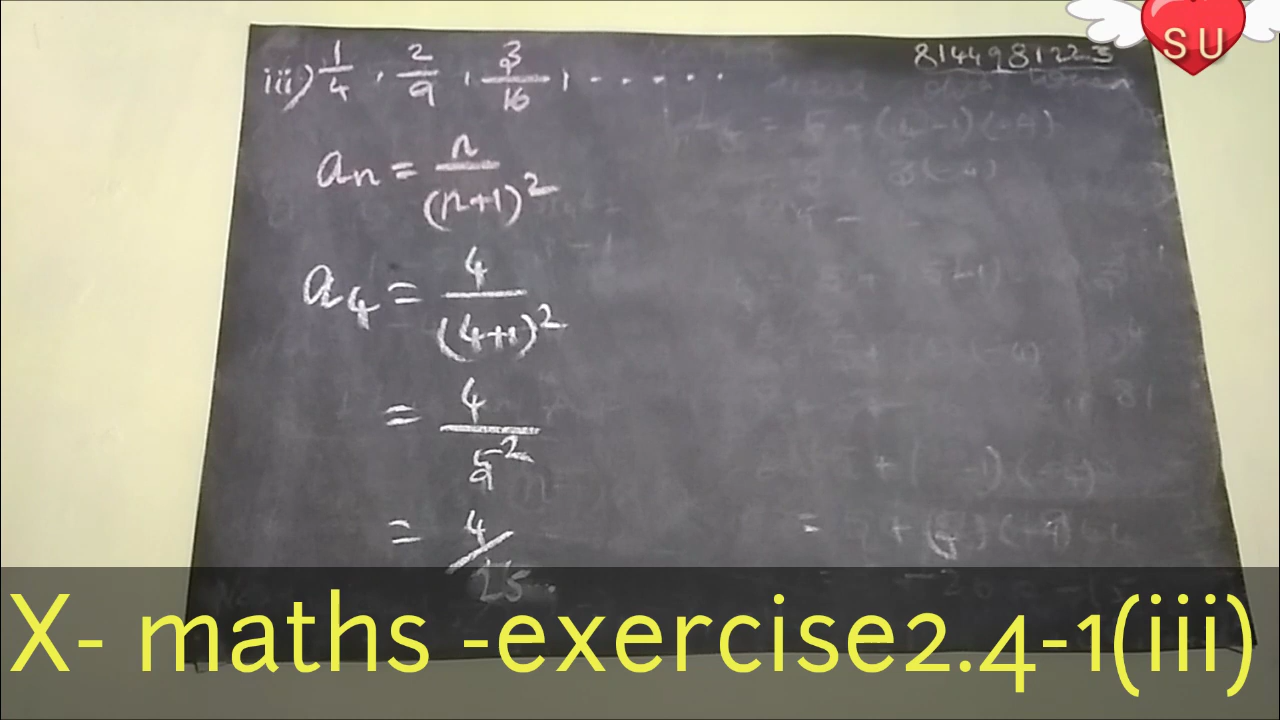 iii) 1/4, 2/9, 3/16, ......
8144981223
SU
an = n/(n+1)²
a4 = 4/(4+1)²
= 4/5²
= 4/25
X- maths -exercise2.4-1(iii)